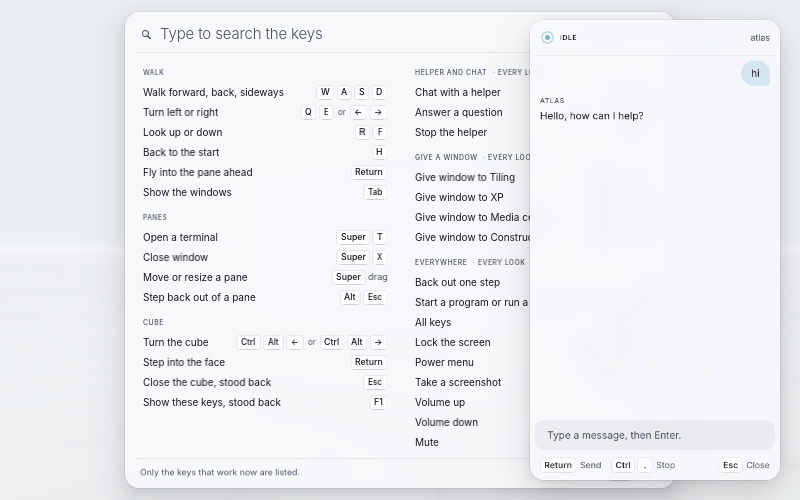 Type to search the keys
WALK
Walk forward, back, sideways W A S D
Turn left or right Q E or ← →
Look up or down R F
Back to the start H
Fly into the pane ahead Return
Show the windows Tab
PANES
Open a terminal Super T
Close window Super X
Move or resize a pane Super drag
Step back out of a pane Alt Esc
CUBE
Turn the cube Ctrl Alt ← or Ctrl Alt →
Step into the face Return
Close the cube, stood back Esc
Show these keys, stood back F1
HELPER AND CHAT · EVERY
Chat with a helper
Answer a question
Stop the helper
GIVE A WINDOW · EVERY
Give window to Tiling
Give window to XP
Give window to Media
Give window to
EVERYWHERE · EVERY LOOK
Back out one step
Start a program or run a
All keys
Lock the screen
Power menu
Take a screenshot
Volume up
Volume down
Mute
Only the keys that work now are listed.
IDLE atlas
hi
ATLAS
Hello, how can I help?
Type a message, then Enter.
Return Send Ctrl . Stop Esc Close